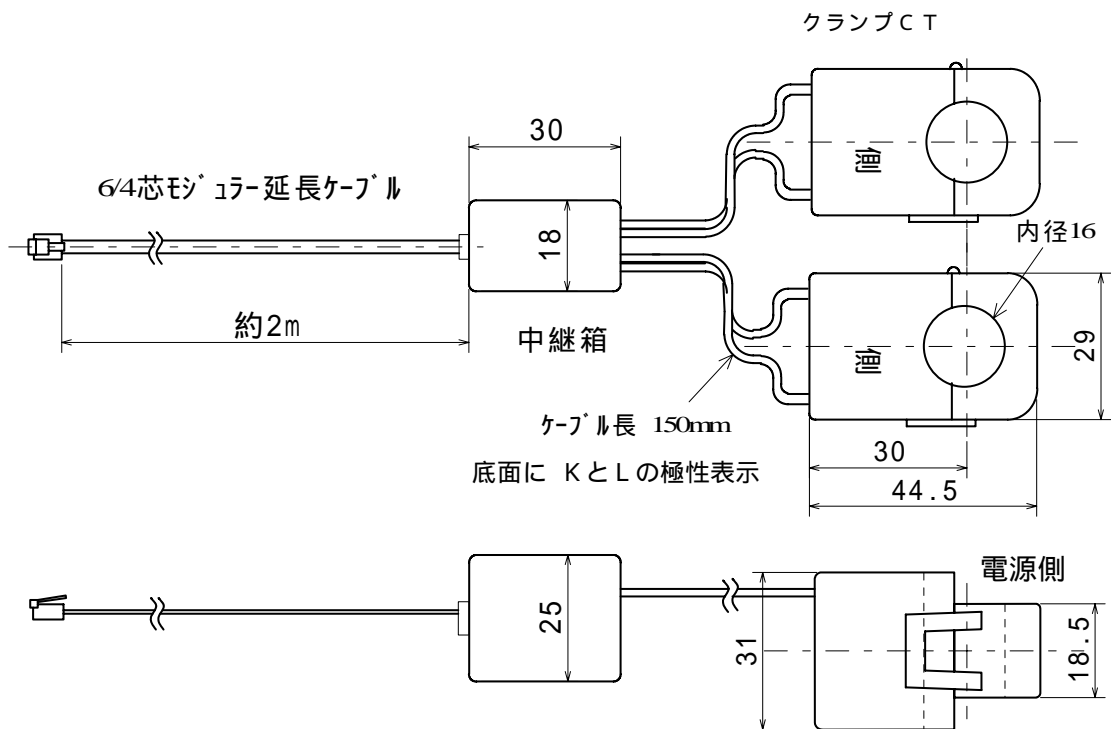 クランプＣＴ
30
6/4芯ﾓｼﾞｭﾗｰ延長ｹｰﾌﾞﾙ
側
18
内径16
約2m
中継箱
側
29
ｹｰﾌﾞﾙ長 150mm
30
底面に ＫとＬの極性表示
44.5
電源側
25
31
18.5